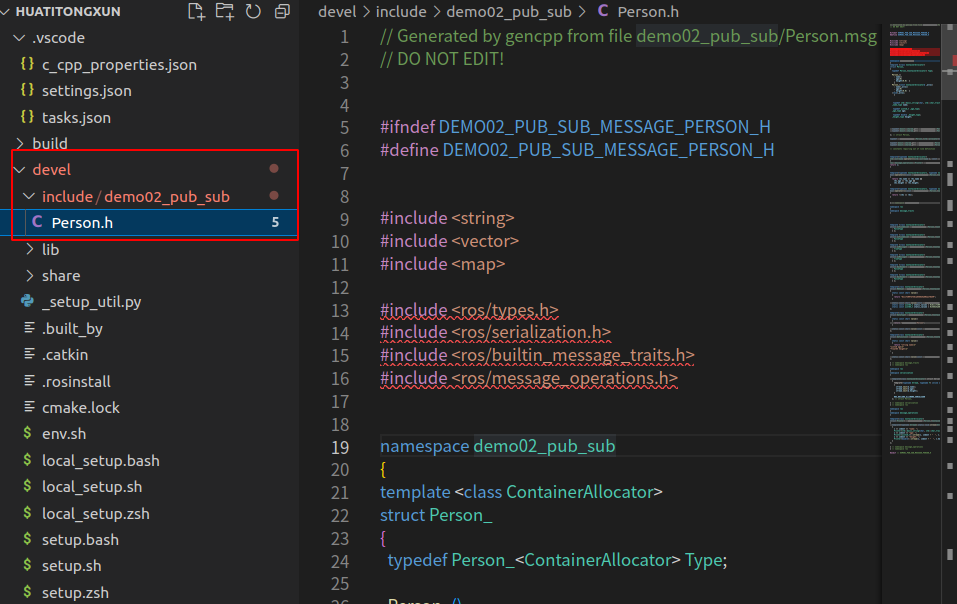 HUATITONGXUN
.vscode
c_cpp_properties.json
settings.json
tasks.json
build
devel
include / demo02_pub_sub
Person.h 5
lib
share
_setup_util.py
.built_by
.catkin
.rosinstall
cmake.lock
env.sh
local_setup.bash
local_setup.sh
local_setup.zsh
setup.bash
setup.sh
setup.zsh
devel > include > demo02_pub_sub > C Person.h
1 // Generated by gencpp from file demo02_pub_sub/Person.msg
2 // DO NOT EDIT!
3
4
5 #ifndef DEMO02_PUB_SUB_MESSAGE_PERSON_H
6 #define DEMO02_PUB_SUB_MESSAGE_PERSON_H
7
8
9 #include <string>
10 #include <vector>
11 #include <map>
12
13 #include <ros/types.h>
14 #include <ros/serialization.h>
15 #include <ros/builtin_message_traits.h>
16 #include <ros/message_operations.h>
17
18
19 namespace demo02_pub_sub
20 {
21 template <class ContainerAllocator>
22 struct Person_
23 {
24 typedef Person_<ContainerAllocator> Type;
25
26 Person_()